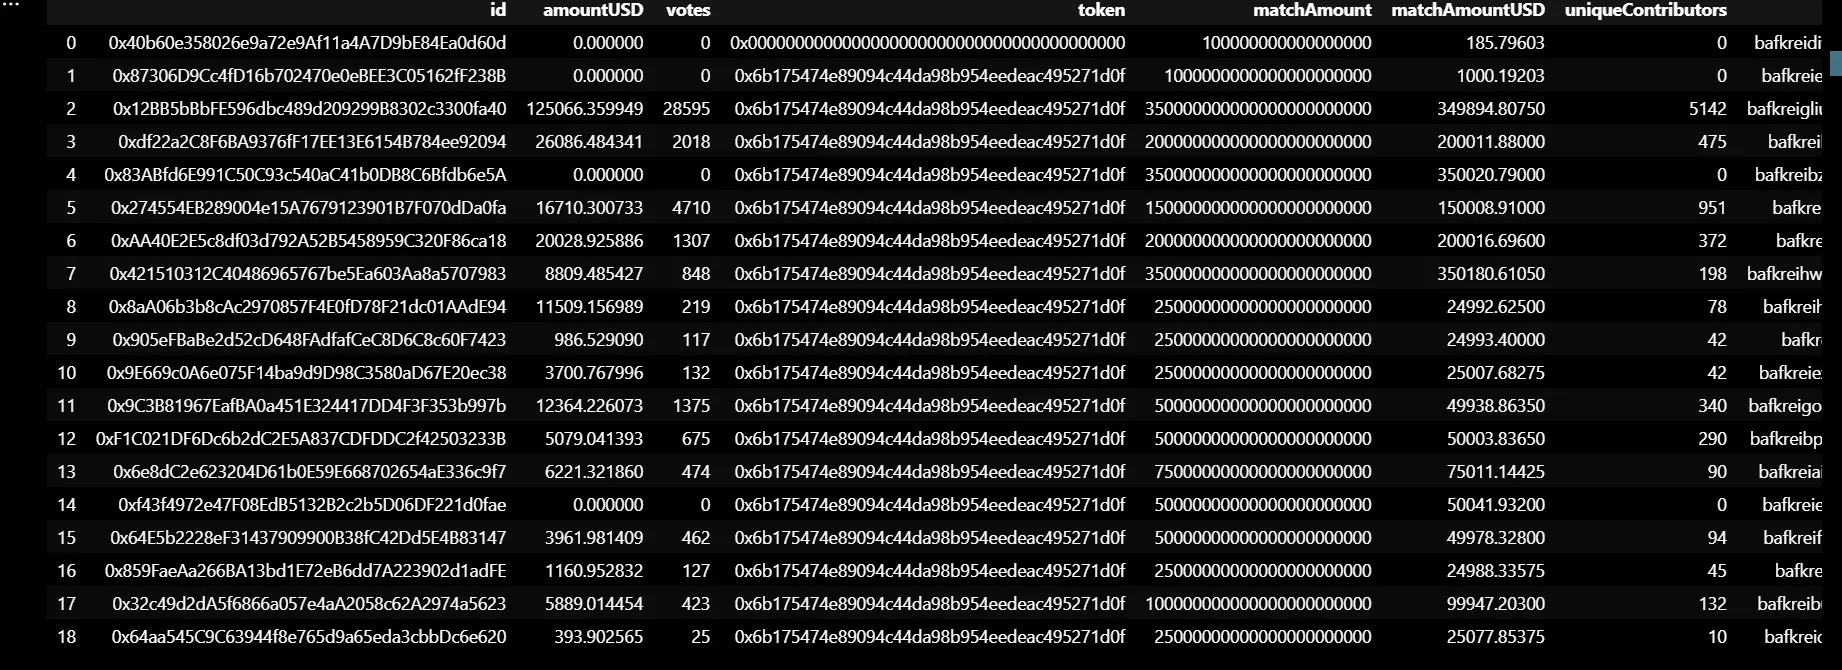 ...
id amountUSD votes token matchAmount matchAmountUSD uniqueContributors
0 0x40b60e358026e9a72e9Af11a4A7D9bE84Ea0d60d 0.000000 0 0x0000000000000000000000000000000000000000 100000000000000000 185.79603 0 bafkreidi
1 0x87306D9Cc4fD16b702470e0eBEE3C05162fF238B 0.000000 0 0x6b175474e89094c44da98b954eedeac495271d0f 1000000000000000000000 1000.19203 0 bafkreie
2 0x12BB5bBbFE596dbc489d209299B8302c3300fa40 125066.359949 28595 0x6b175474e89094c44da98b954eedeac495271d0f 350000000000000000000000 349894.80750 5142 bafkreigliu
3 0xdf22a2C8F6BA9376fF17EE13E6154B784ee92094 26086.484341 2018 0x6b175474e89094c44da98b954eedeac495271d0f 200000000000000000000000 200011.88000 475 bafkreil
4 0x83ABfd6E991C50C93c540aC41b0DB8C6Bfdb6e5A 0.000000 0 0x6b175474e89094c44da98b954eedeac495271d0f 350000000000000000000000 350020.79000 0 bafkreibz
5 0x274554EB289004e15A7679123901B7F070dDa0fa 16710.300733 4710 0x6b175474e89094c44da98b954eedeac495271d0f 150000000000000000000000 150008.91000 951 bafkre
6 0xAA40E2E5c8df03d792A52B5458959C320F86ca18 20028.925886 1307 0x6b175474e89094c44da98b954eedeac495271d0f 200000000000000000000000 200016.69600 372 bafkre
7 0x421510312C40486965767be5Ea603Aa8a5707983 8809.485427 848 0x6b175474e89094c44da98b954eedeac495271d0f 350000000000000000000000 350180.61050 198 bafkreihw
8 0x8aA06b3b8cAc2970857F4E0fD78F21dc01AAdE94 11509.156989 219 0x6b175474e89094c44da98b954eedeac495271d0f 25000000000000000000000 24992.62500 78 bafkreih
9 0x905eFBaBe2d52cD648FAdfafCeC8D6C8c60F7423 986.529090 117 0x6b175474e89094c44da98b954eedeac495271d0f 25000000000000000000000 24993.40000 42 bafkr
10 0x9E669c0A6e075F14ba9d9D98C3580aD67E20ec38 3700.767996 132 0x6b175474e89094c44da98b954eedeac495271d0f 25000000000000000000000 25007.68275 42 bafkreiez
11 0x9C3B81967EafBA0a451E324417DD4F3F353b997b 12364.226073 1375 0x6b175474e89094c44da98b954eedeac495271d0f 50000000000000000000000 49938.86350 340 bafkreigo
12 0xF1C021DF6Dc6b2dC2E5A837CDFDDC2f42503233B 5079.041393 675 0x6b175474e89094c44da98b954eedeac495271d0f 50000000000000000000000 50003.83650 290 bafkreibp
13 0x6e8dC2e623204D61b0E59E668702654aE336c9f7 6221.321860 474 0x6b175474e89094c44da98b954eedeac495271d0f 75000000000000000000000 75011.14425 90 bafkreiai
14 0xf43f4972e47F08EdB5132B2c2b5D06DF221d0fae 0.000000 0 0x6b175474e89094c44da98b954eedeac495271d0f 50000000000000000000000 50041.93200 0 bafkreie
15 0x64E5b2228eF31437909900B38fC42Dd5E4B83147 3961.981409 462 0x6b175474e89094c44da98b954eedeac495271d0f 50000000000000000000000 49978.32800 94 bafkreif
16 0x859FaeAa266BA13bd1E72eB6dd7A223902d1adFE 1160.952832 127 0x6b175474e89094c44da98b954eedeac495271d0f 25000000000000000000000 24988.33575 45 bafkre
17 0x32c49d2dA5f6866a057e4aA2058c62A2974a5623 5889.014454 423 0x6b175474e89094c44da98b954eedeac495271d0f 100000000000000000000000 99947.20300 132 bafkreib
18 0x64aa545C9C63944f8e765d9a65eda3cbbDc6e620 393.902565 25 0x6b175474e89094c44da98b954eedeac495271d0f 25000000000000000000000 25077.85375 10 bafkreic